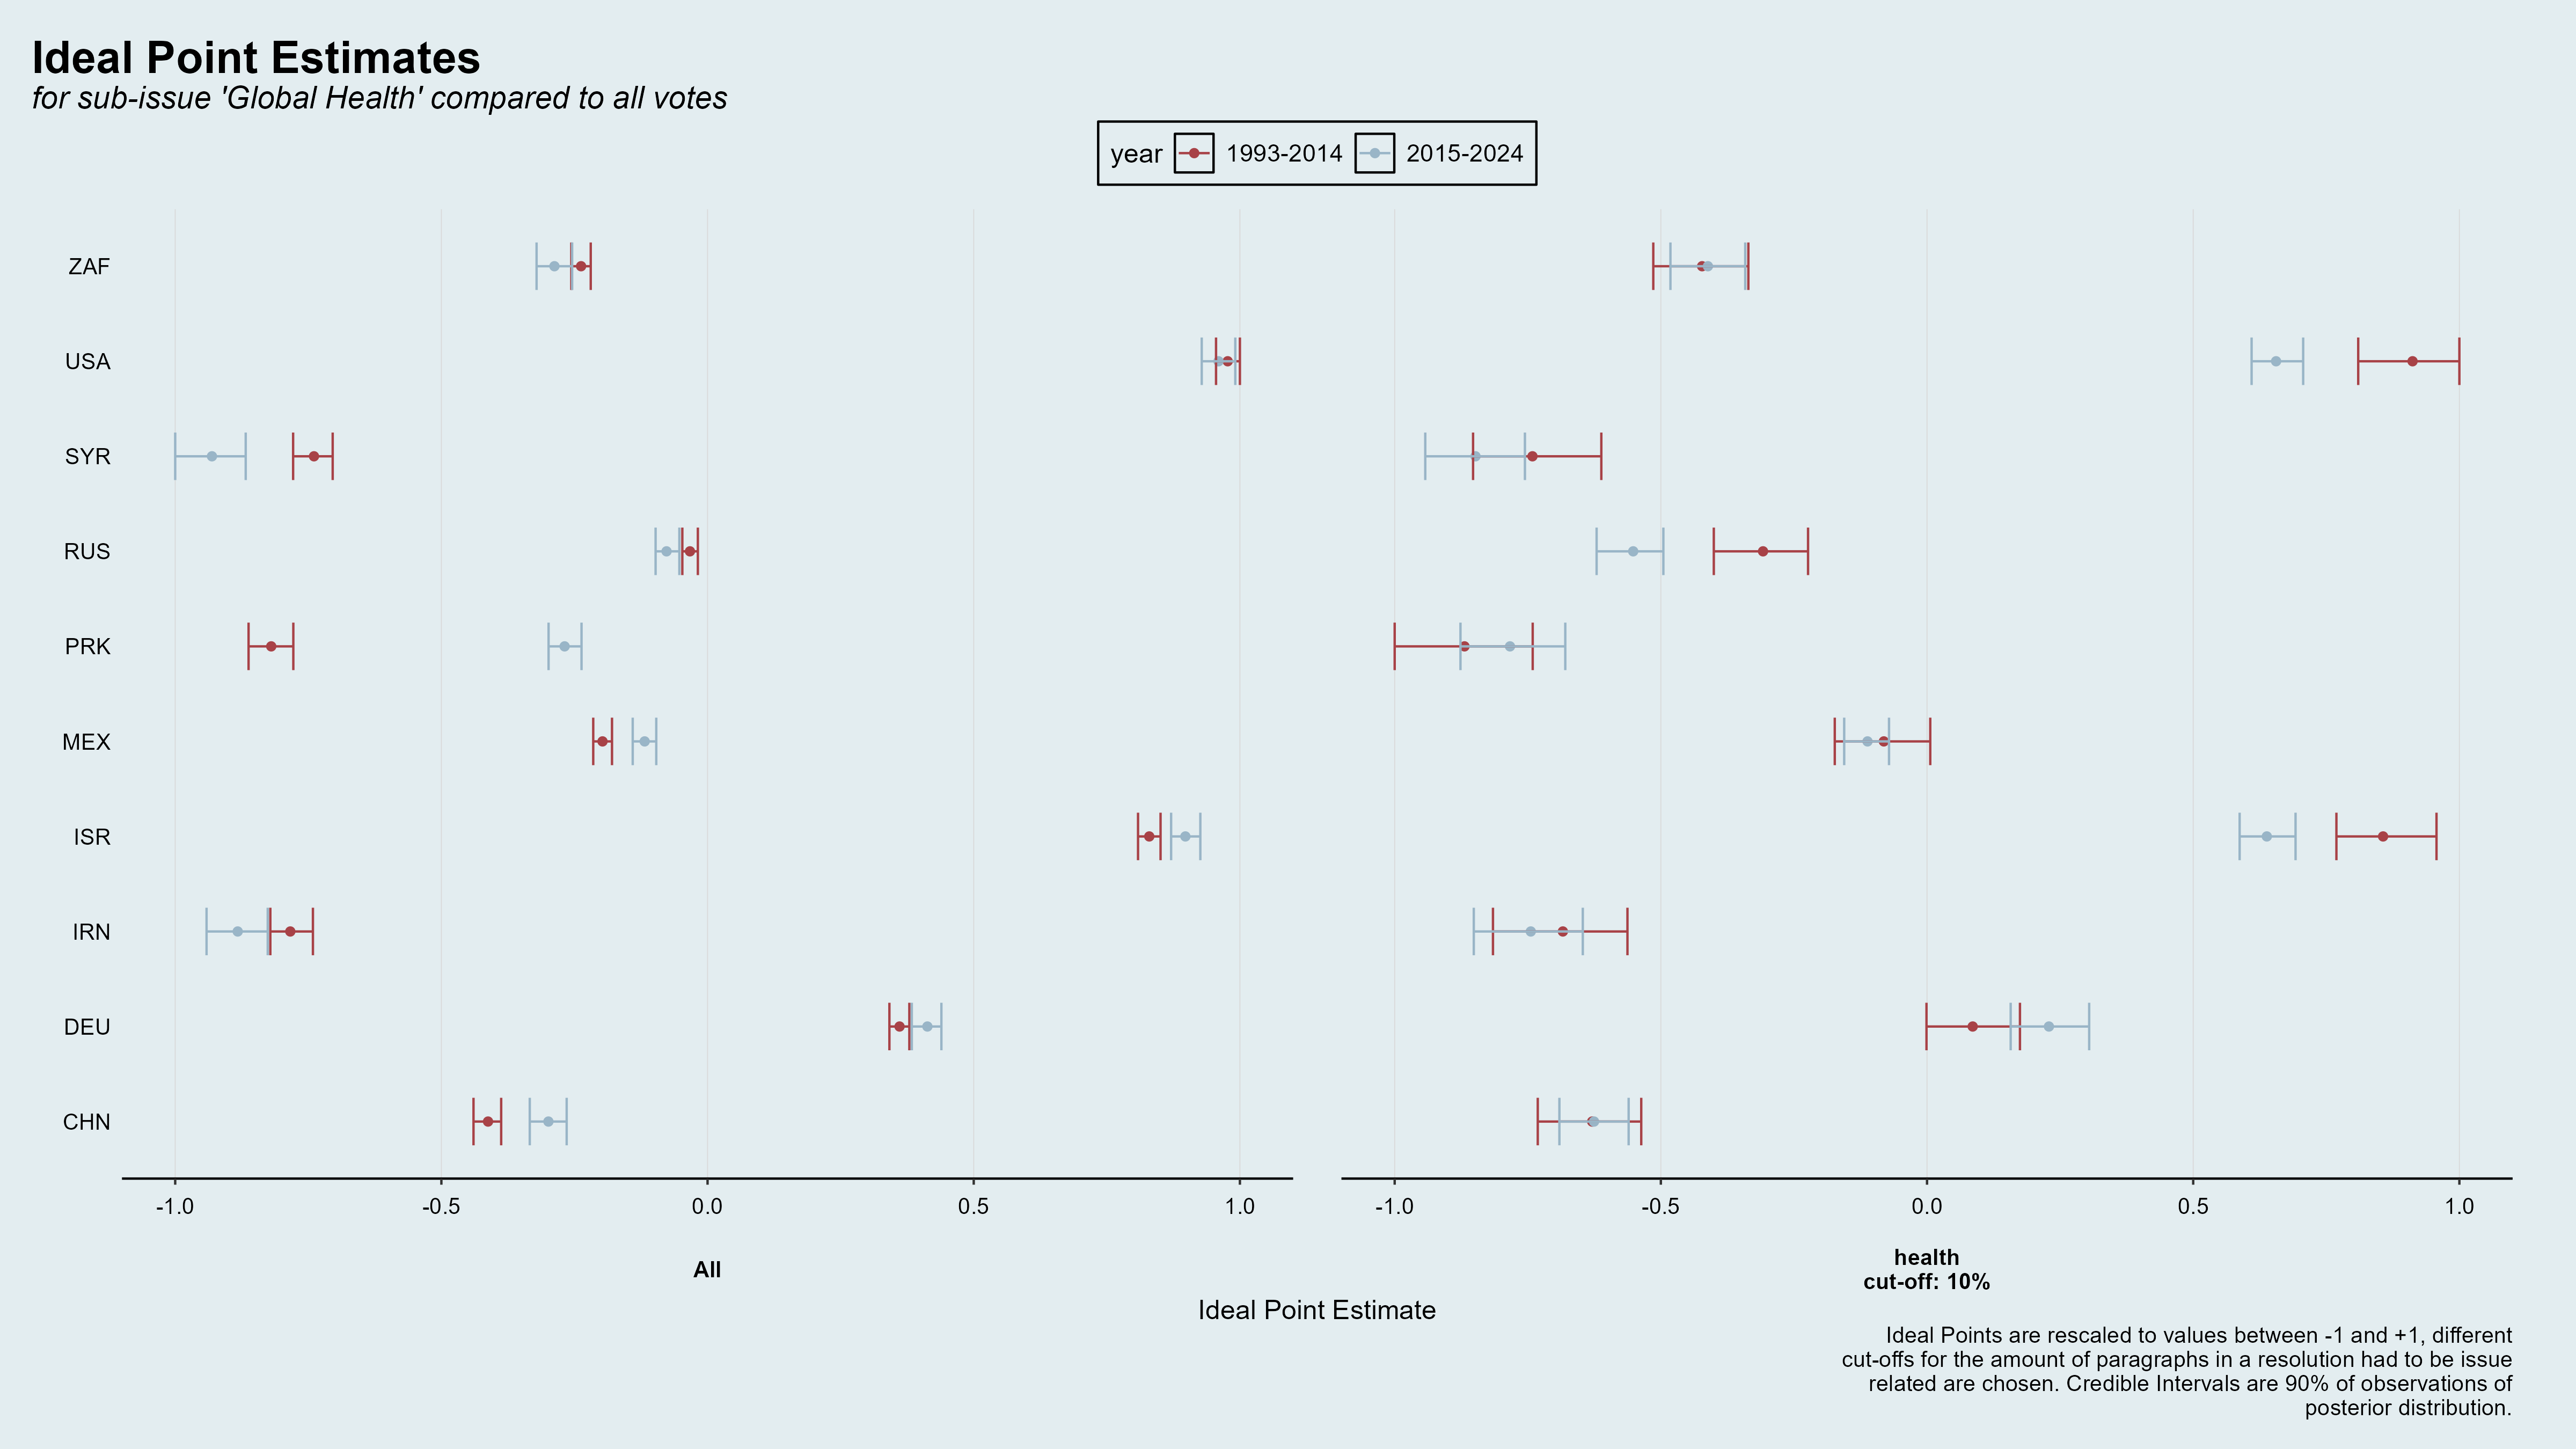 Ideal Point Estimates
for sub-issue 'Global Health' compared to all votes
year 1993-2014 2015-2024
ZAF
USA
SYR
RUS
PRK
MEX
ISR
IRN
DEU
CHN
-1.0 -0.5 0.0 0.5 1.0 -1.0 -0.5 0.0 0.5 1.0
All
health
cut-off: 10%
Ideal Point Estimate
Ideal Points are rescaled to values between -1 and +1, different
cut-offs for the amount of paragraphs in a resolution had to be issue
related are chosen. Credible Intervals are 90% of observations of
posterior distribution.